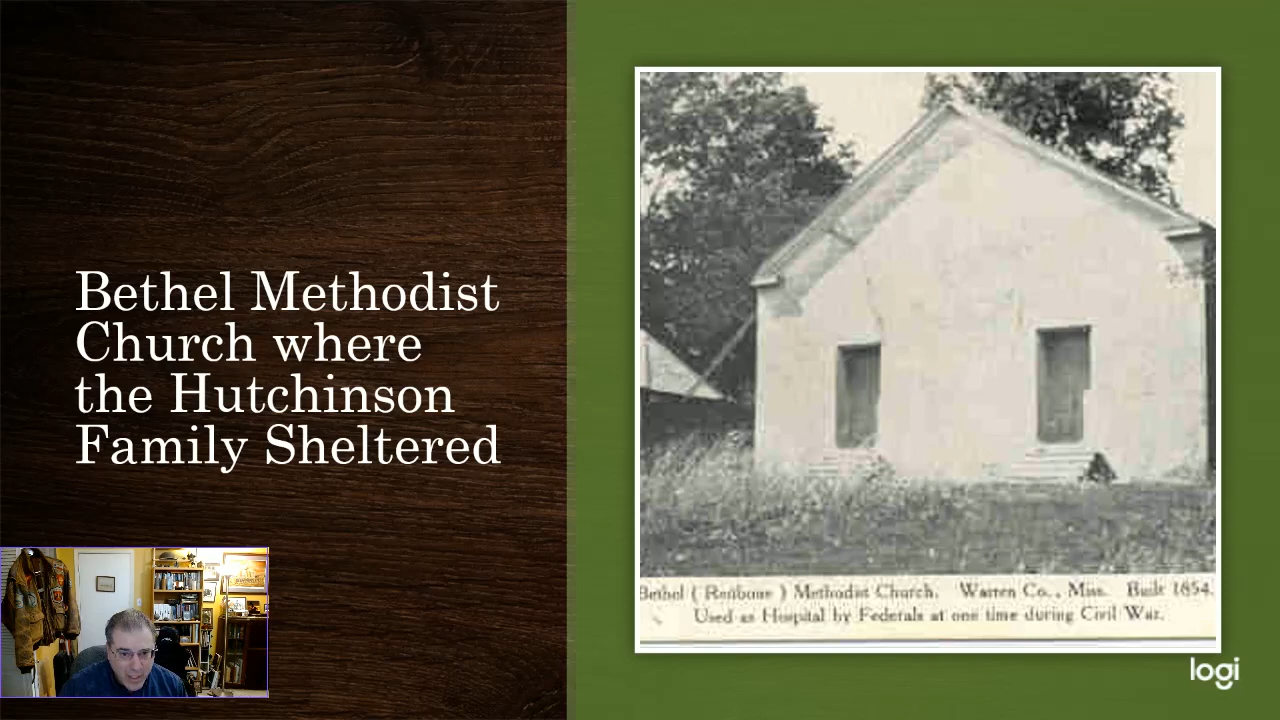 Bethel Methodist
Church where
the Hutchinson
Family Sheltered
Bethel ( Redbone ) Methodist Church. Warren Co., Miss. Built 1854.
Used as Hospital by Federals at one time during Civil War.
logi